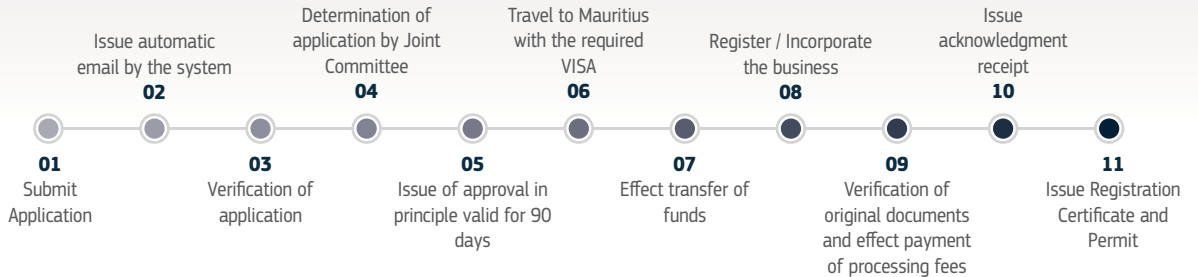 01
Submit
Application
Issue automatic
email by the system
02
03
Verification of
application
Determination of
application by Joint
Committee
04
05
Issue of approval in
principle valid for 90
days
Travel to Mauritius
with the required
VISA
06
07
Effect transfer of
funds
Register / Incorporate
the business
08
09
Verification of
original documents
and effect payment
of processing fees
Issue
acknowledgment
receipt
10
11
Issue Registration
Certificate and
Permit